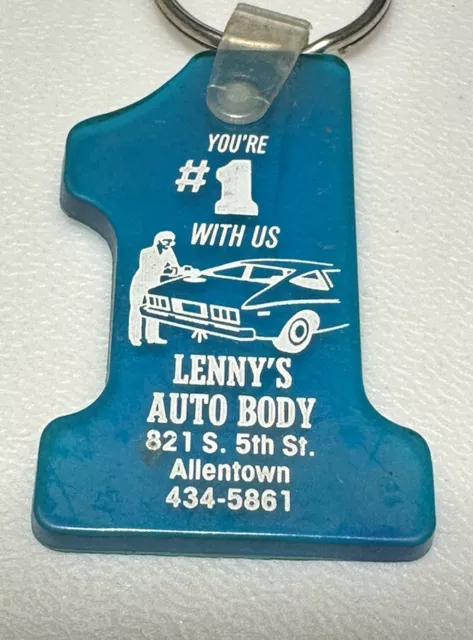 YOU'RE
#1
WITH US
LENNY'S
AUTO BODY
821 S. 5th St.
Allentown
434-5861